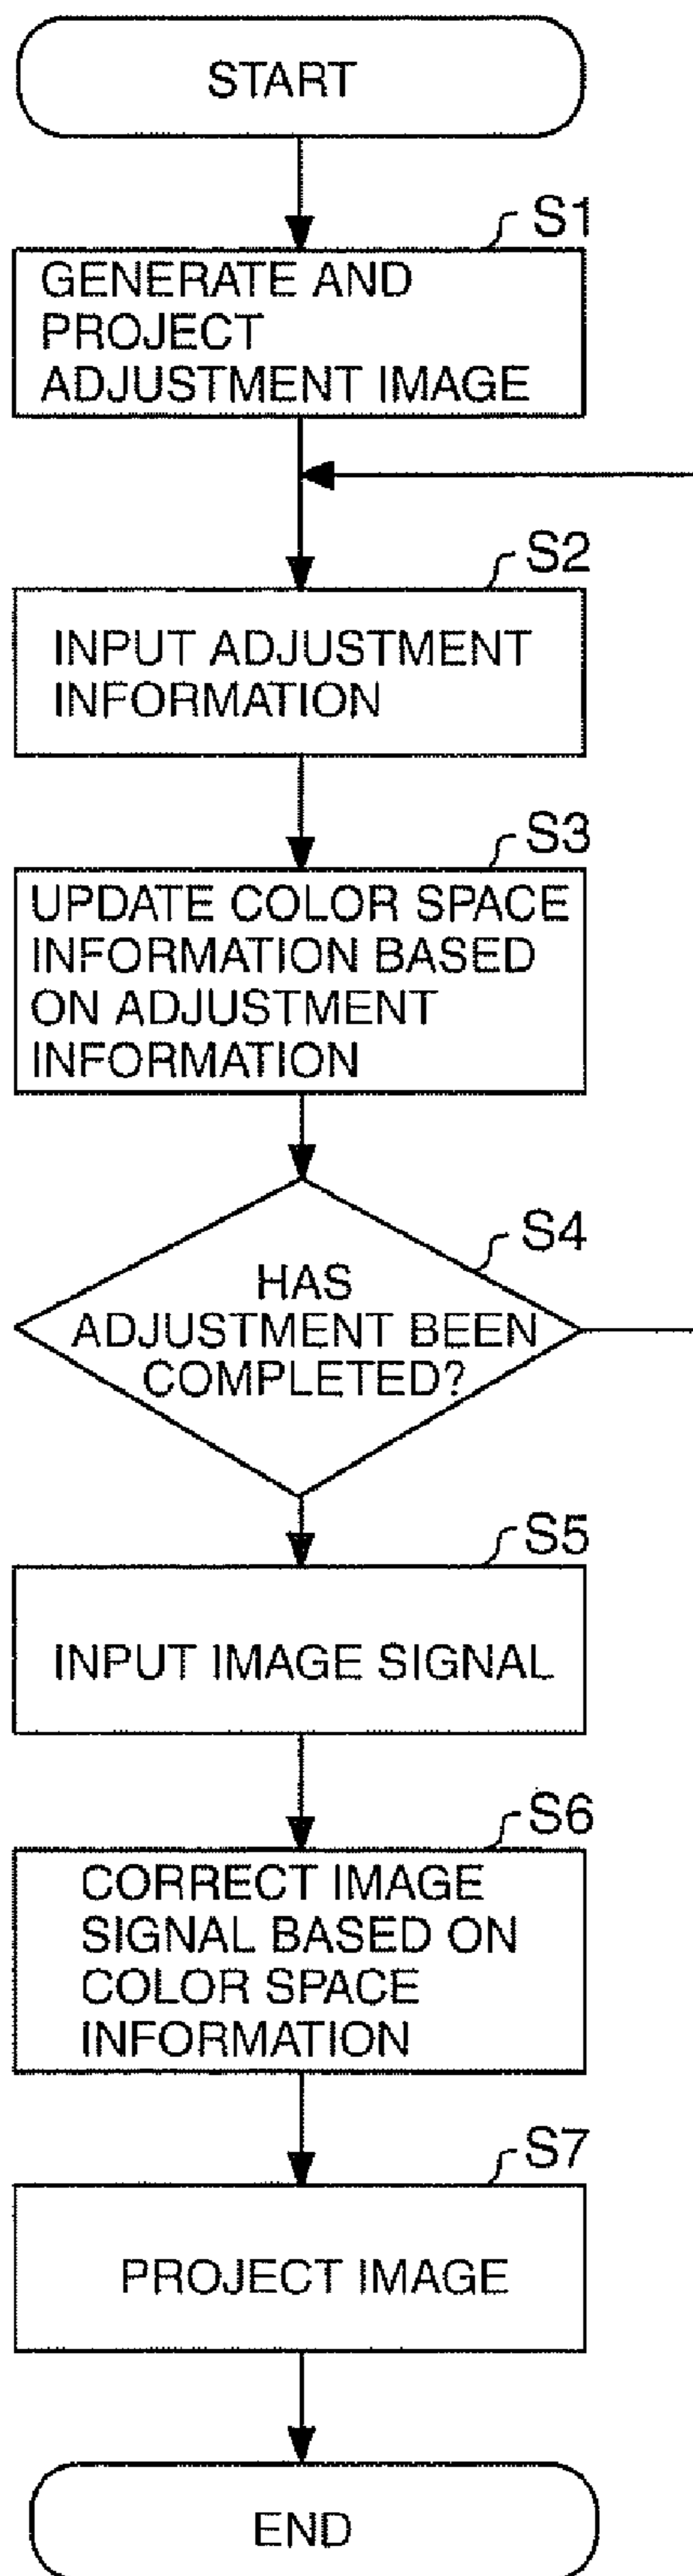 START
S1
GENERATE AND
PROJECT
ADJUSTMENT IMAGE
S2
INPUT ADJUSTMENT
INFORMATION
S3
UPDATE COLOR SPACE
INFORMATION BASED
ON ADJUSTMENT
INFORMATION
S4
HAS
ADJUSTMENT BEEN
COMPLETED?
S5
INPUT IMAGE SIGNAL
S6
CORRECT IMAGE
SIGNAL BASED ON
COLOR SPACE
INFORMATION
S7
PROJECT IMAGE
END